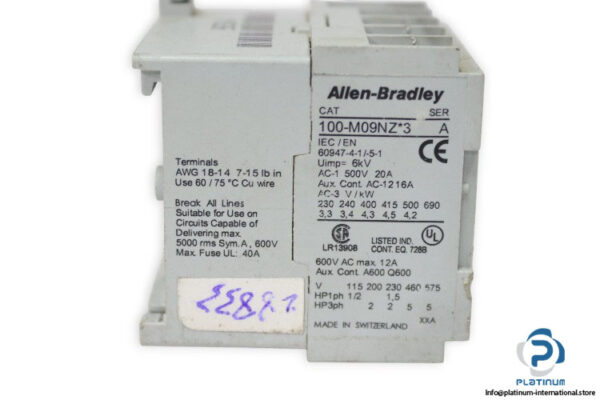 Terminals
AWG 18-14 7-15 lb in
Use 60 / 75 °C Cu wire
Break All Lines
Suitable for Use on
Circuits Capable of
Delivering max.
5000 rms Sym.A , 600V
Max. Fuse UL: 40A
Allen-Bradley
CAT SER
100-M09NZ*3 A
IEC / EN
60947-4-1/-5-1
CE
Uimp= 6kV
AC-1 500V 20A
Aux. Cont. AC-12 16A
AC-3 V / kW
230 240 400 415 500 690
3,3 3,4 4,3 4,5 4,2
LR13908
LISTED IND.
CONT. EQ. 728B
UL
600V AC max. 12A
Aux. Cont. A600 Q600
V 115 200 230 460 575
HP1ph 1/2 1,5
HP3ph 2 2 5 5
MADE IN SWITZERLAND XXA
PLATINUM
info@platinum-international.store